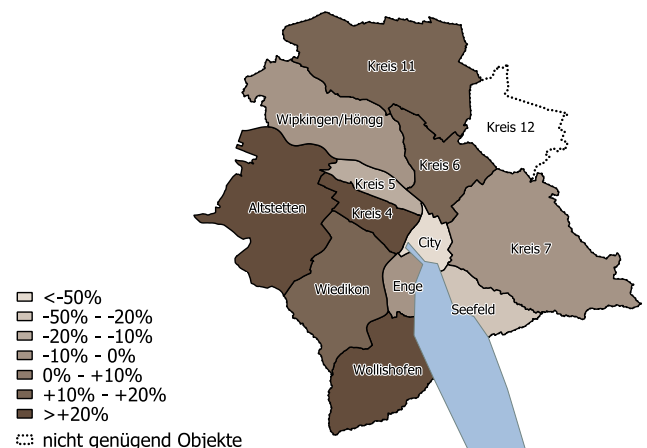 Kreis 11
Wipkingen/Höngg
Kreis 12
Kreis 6
Kreis 5
Altstetten
Kreis 4
City
Kreis 7
Wiedikon
Enge
Seefeld
Wollishofen
<-50%
-50% - -20%
-20% - -10%
-10% - 0%
0% - +10%
+10% - +20%
>+20%
nicht genügend Objekte